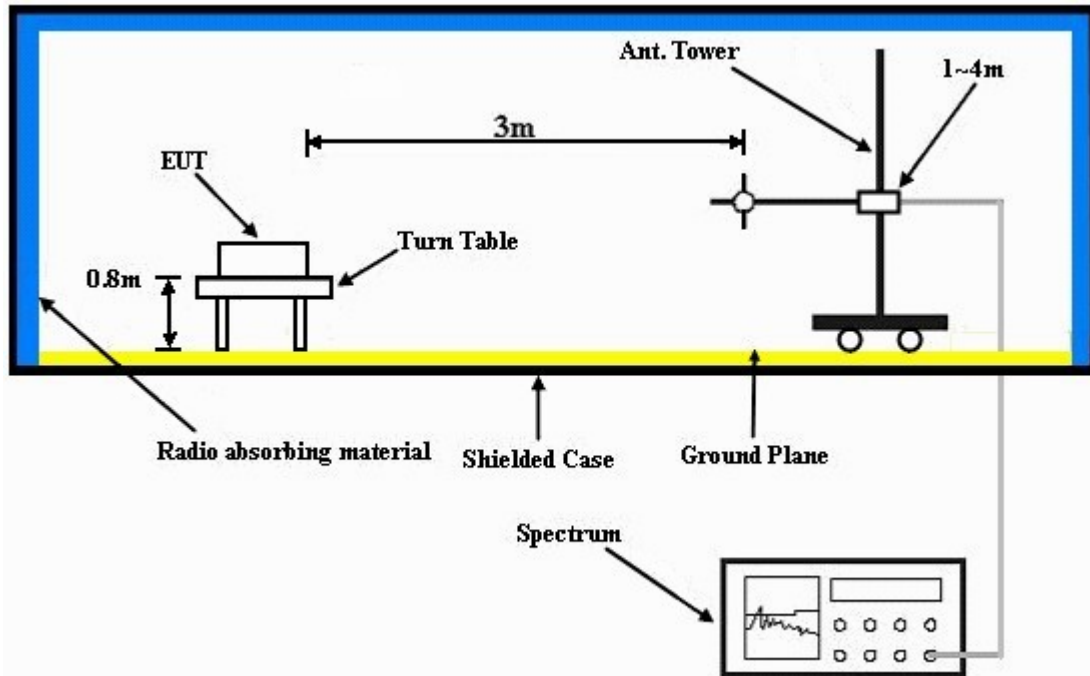 Ant. Tower
1~4m
3m
EUT
Turn Table
0.8m
Radio absorbing material
Shielded Case
Ground Plane
Spectrum